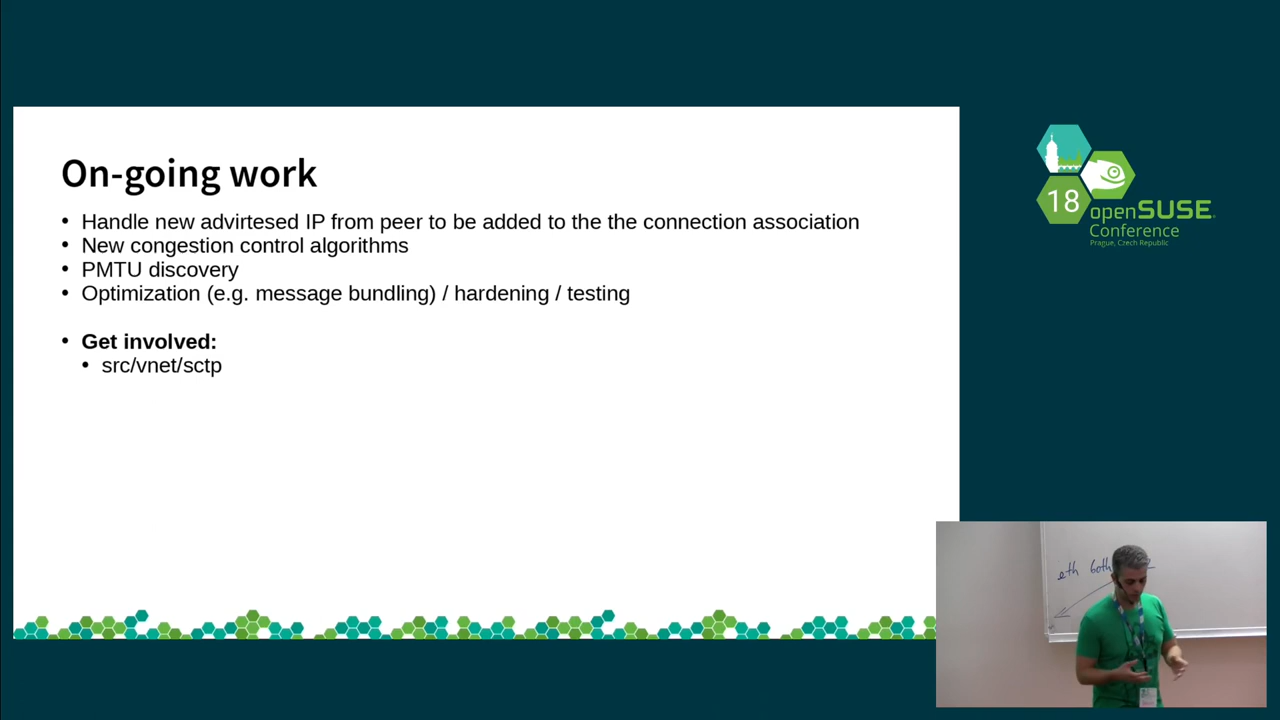 On-going work
• Handle new advirtesed IP from peer to be added to the the connection association
• New congestion control algorithms
• PMTU discovery
• Optimization (e.g. message bundling) / hardening / testing
• Get involved:
• src/vnet/sctp
18
openSUSE
Conference
Prague, Czech Republic
eth both